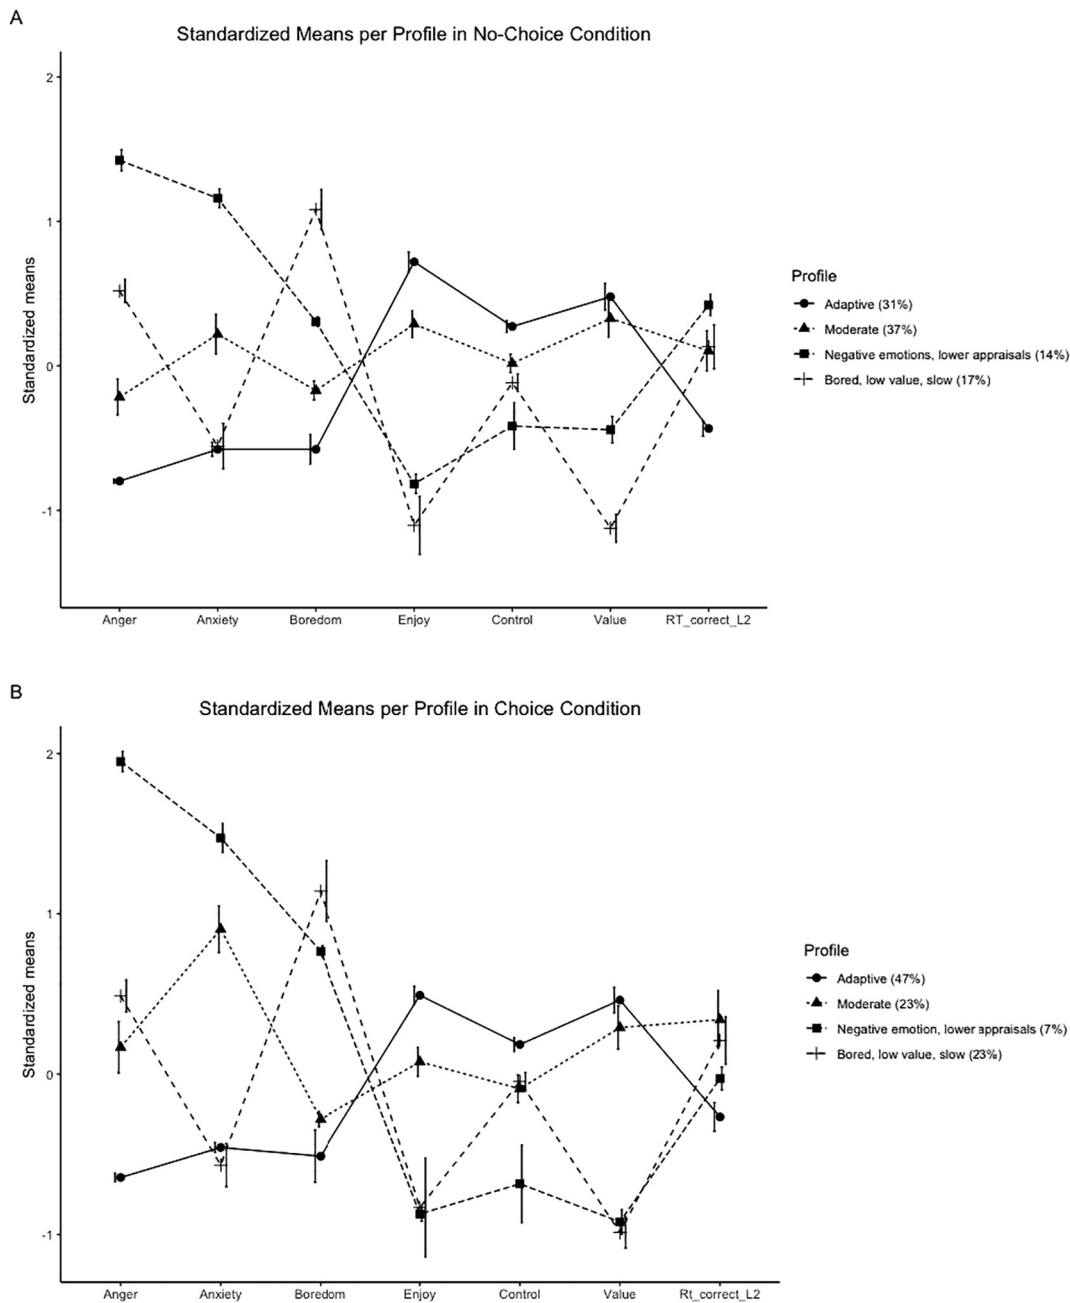 A
Standardized Means per Profile in No-Choice Condition
2
1
0
-1
Standardized means
Anger Anxiety Boredom Enjoy Control Value RT_correct_L2
Profile
Adaptive (31%)
Moderate (37%)
Negative emotions, lower appraisals (14%)
Bored, low value, slow (17%)
B
Standardized Means per Profile in Choice Condition
2
1
0
-1
Standardized means
Anger Anxiety Boredom Enjoy Control Value Rt_correct_L2
Profile
Adaptive (47%)
Moderate (23%)
Negative emotion, lower appraisals (7%)
Bored, low value, slow (23%)